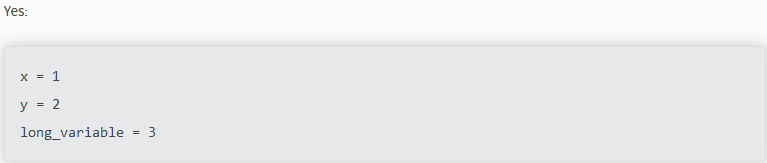 Yes:
x = 1
y = 2
long_variable = 3